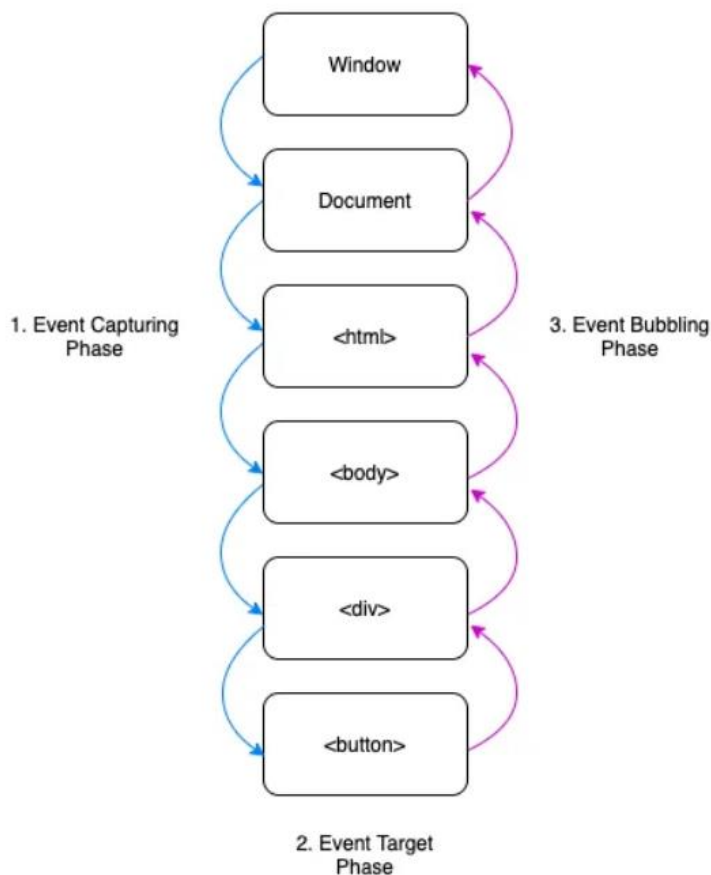 Window
Document
1. Event Capturing
Phase
<html>
3. Event Bubbling
Phase
<body>
<div>
<button>
2. Event Target
Phase